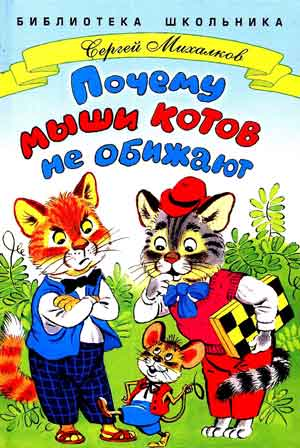 БИБЛИОТЕКА ШКОЛЬНИКА
Сергей Михалков
Почему
мыши котов
не обижают